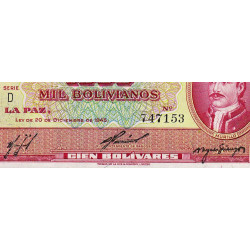 MIL BOLIVIANOS
SERIE
D
LA PAZ,
Nº
747153
LEY DE 20 DE DICIEMBRE DE 1945
CIEN BOLIVARES